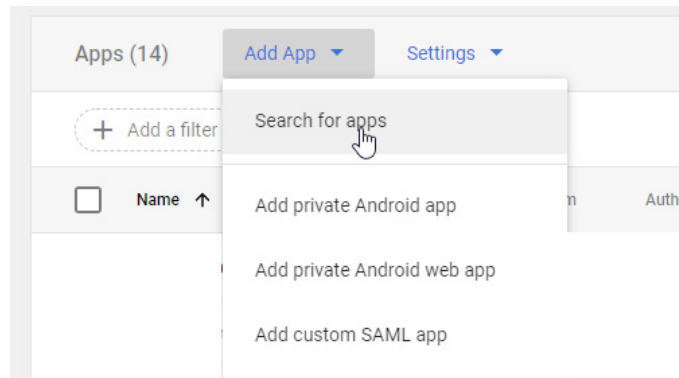 Apps (14) Add App Settings
Add a filter
Search for apps
Name Auth
Add private Android app
Add private Android web app
Add custom SAML app